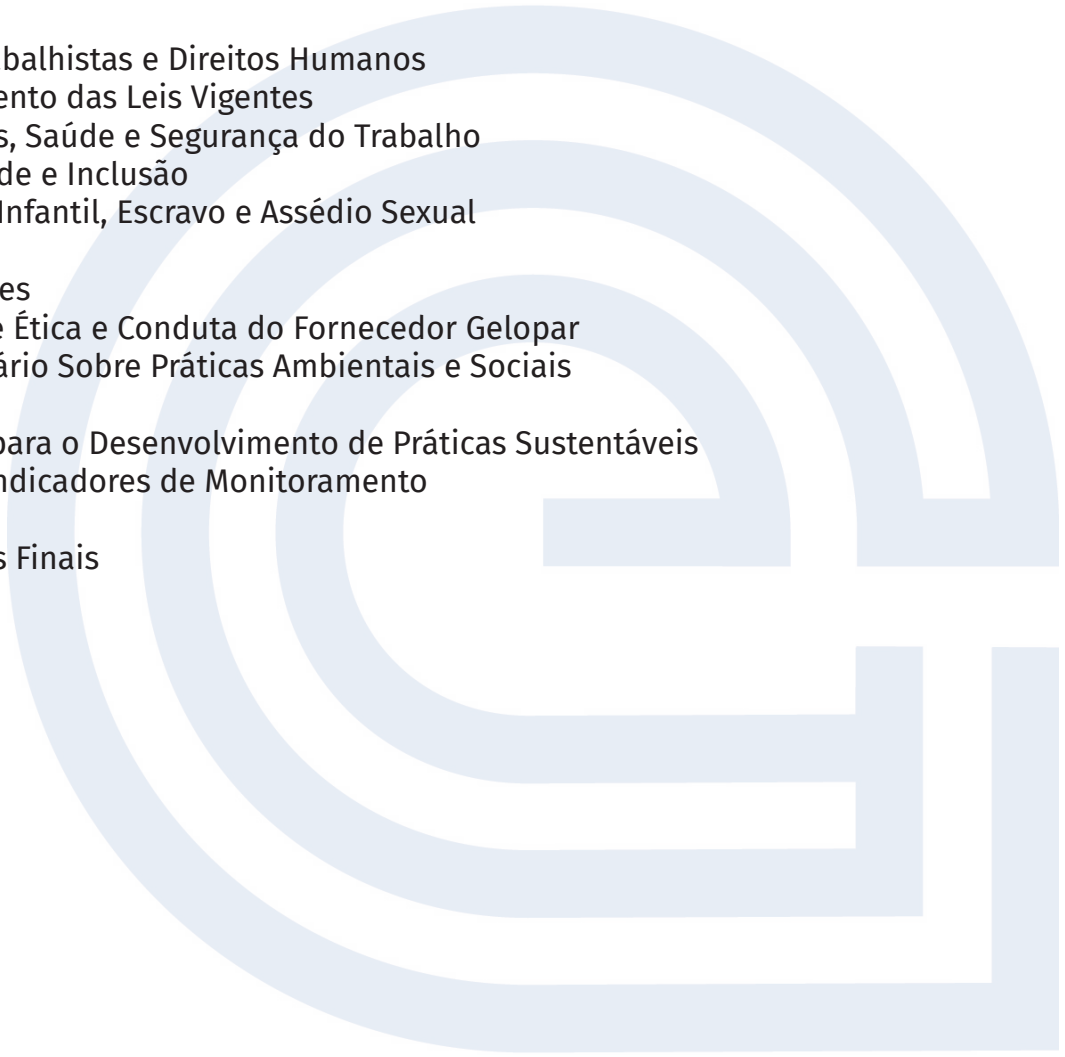 balhistas e Direitos Humanos
ento das Leis Vigentes
s, Saúde e Segurança do Trabalho
de e Inclusão
Infantil, Escravo e Assédio Sexual
es
e Ética e Conduta do Fornecedor Gelopar
ário Sobre Práticas Ambientais e Sociais
para o Desenvolvimento de Práticas Sustentáveis
ndicadores de Monitoramento
s Finais